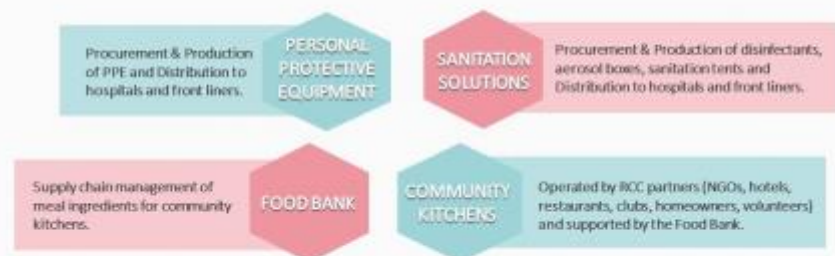 Procurement & Production
of PPE and Distribution to
hospitals and front liners.
PERSONAL
PROTECTIVE
EQUIPMENT
SANITATION
SOLUTIONS
Procurement & Production of disinfectants,
aerosol boxes, sanitation tents and
Distribution to hospitals and front liners.
Supply chain management of
meal ingredients for community
kitchens.
FOOD BANK
COMMUNITY
KITCHENS
Operated by RCC partners (NGOs, hotels,
restaurants, clubs, homeowners, volunteers)
and supported by the Food Bank.